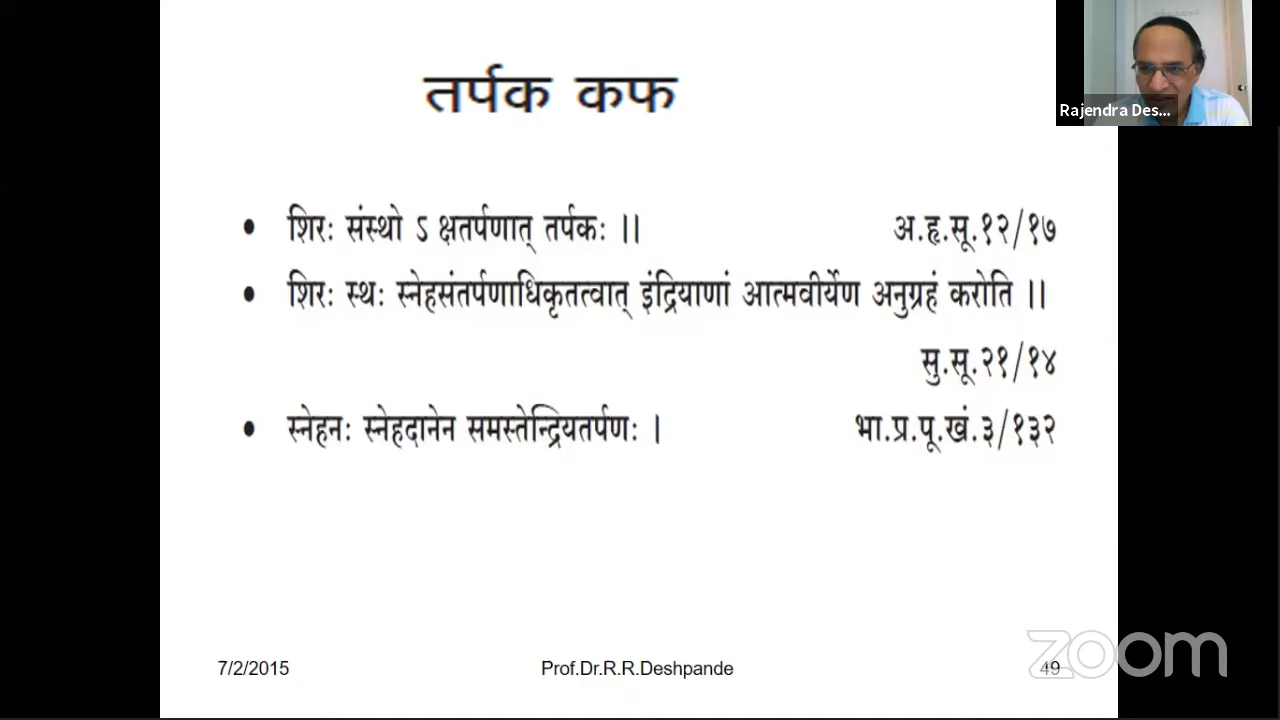 Rajendra Des...
तर्पक कफ
• शिरः संस्थो ऽ क्षतर्पणात् तर्पकः ।। अ.हृ.सू.१२/१७
• शिरः स्थः स्नेहसंतर्पणाधिकृतत्वात् इंद्रियाणां आत्मवीर्येण अनुग्रहं करोति ।।
सु.सू.२१/१४
• स्नेहनः स्नेहदानेन समस्तेन्द्रियतर्पणः । भा.प्र.पू.खं.३/१३२
7/2/2015 Prof.Dr.R.R.Deshpande 49
zoom